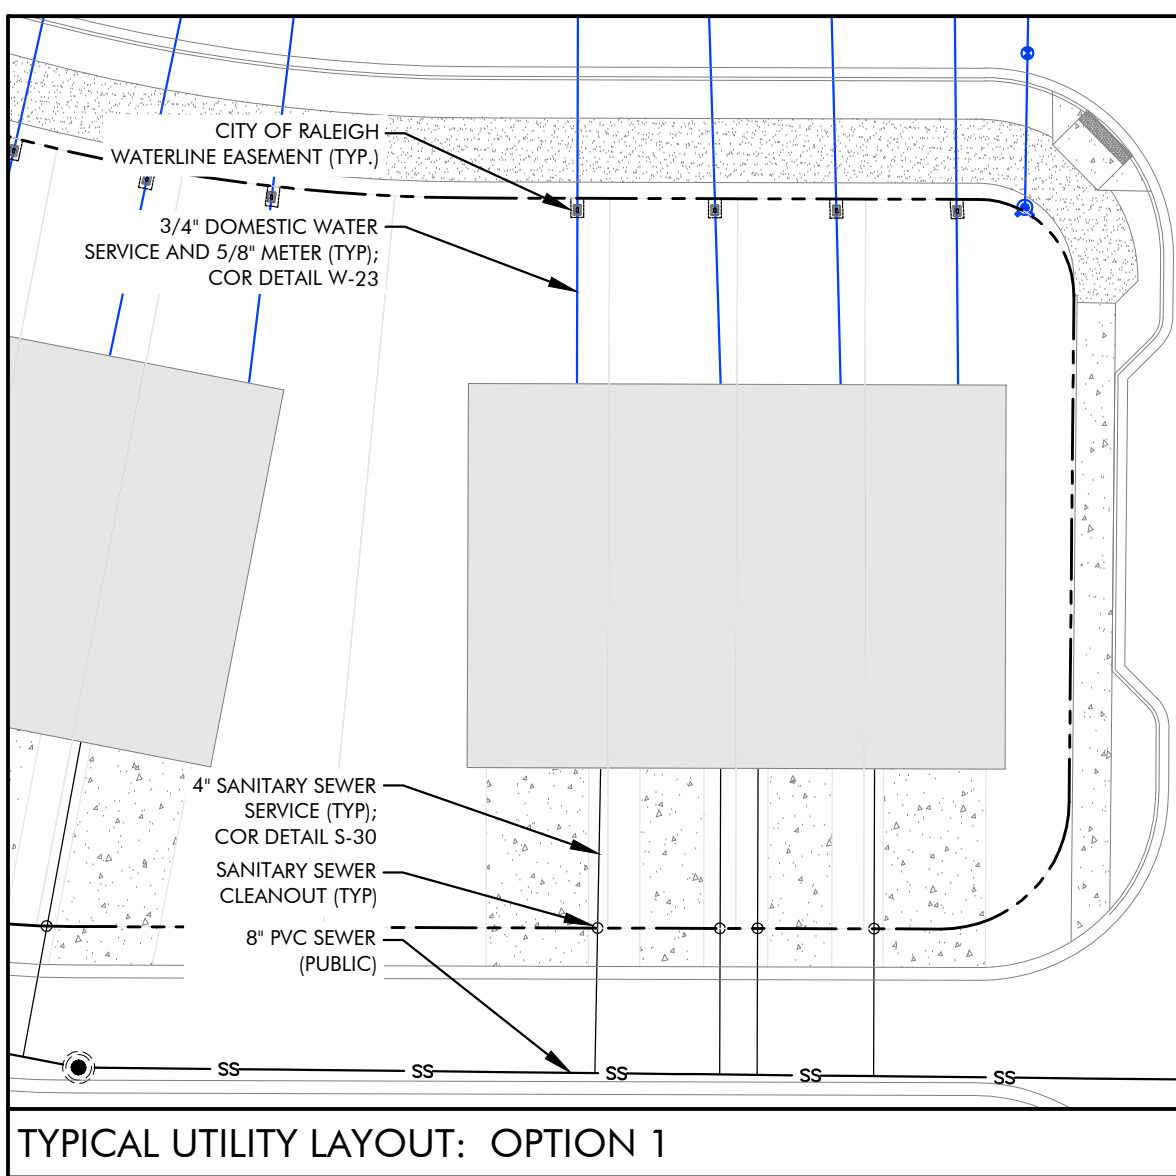 CITY OF RALEIGH
WATERLINE EASEMENT (TYP.)
3/4" DOMESTIC WATER
SERVICE AND 5/8" METER (TYP);
COR DETAIL W-23
4" SANITARY SEWER
SERVICE (TYP);
COR DETAIL S-30
SANITARY SEWER
CLEANOUT (TYP)
8" PVC SEWER
(PUBLIC)
SS SS SS SS SS
TYPICAL UTILITY LAYOUT: OPTION 1